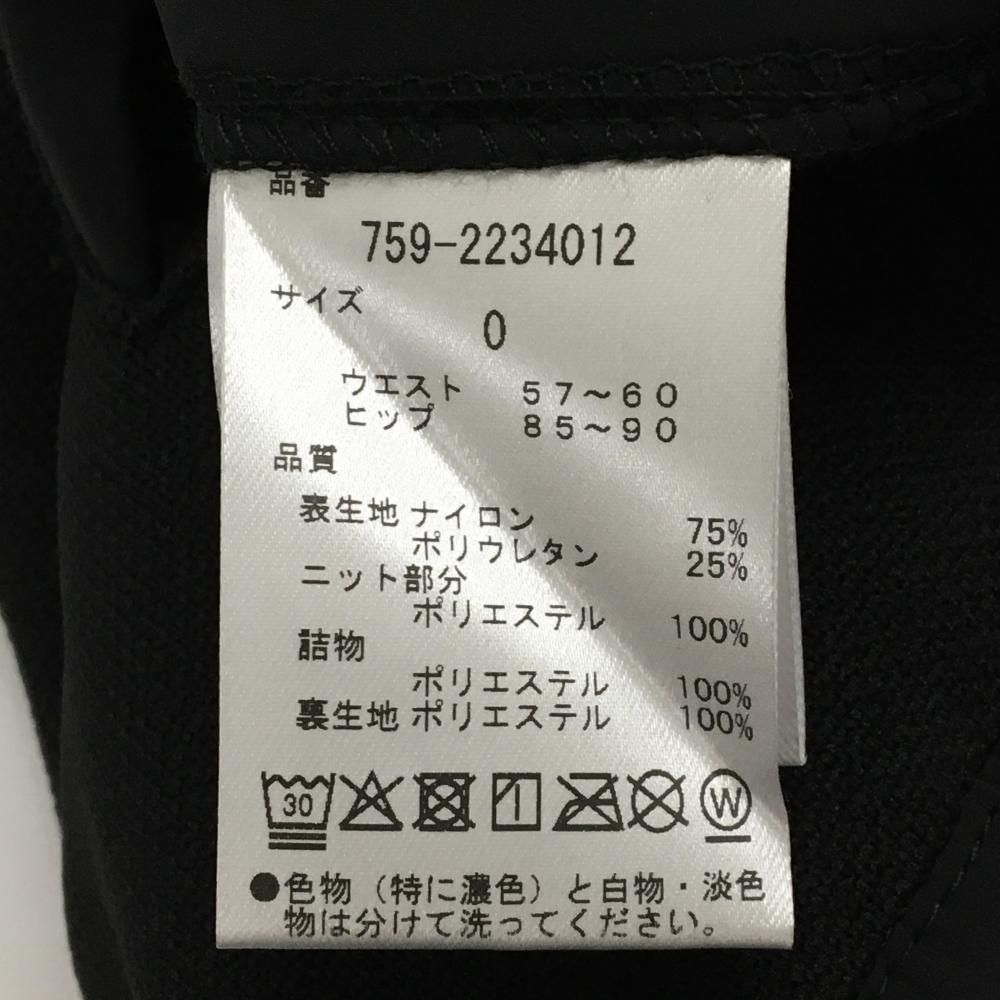 品番
759-2234012
サイズ
0
ウエスト 57～60
ヒップ 85～90
品質
表生地 ナイロン 75%
ポリウレタン 25%
ニット部分
ポリエステル 100%
詰物
ポリエステル 100%
裏生地 ポリエステル 100%
30 W
●色物（特に濃色）と白物・淡色
物は分けて洗ってください。